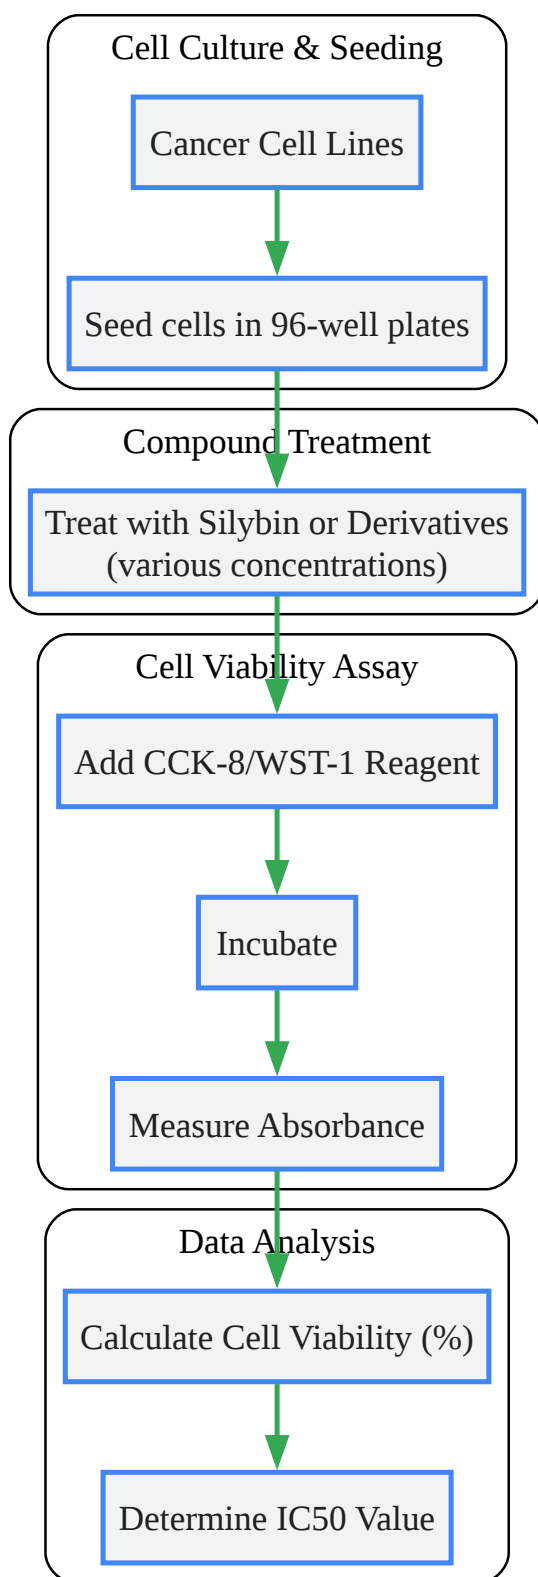 Cell Culture & Seeding
Cancer Cell Lines
Seed cells in 96-well plates
Compound Treatment
Treat with Silybin or Derivatives
(various concentrations)
Cell Viability Assay
Add CCK-8/WST-1 Reagent
Incubate
Measure Absorbance
Data Analysis
Calculate Cell Viability (%)
Determine IC50 Value